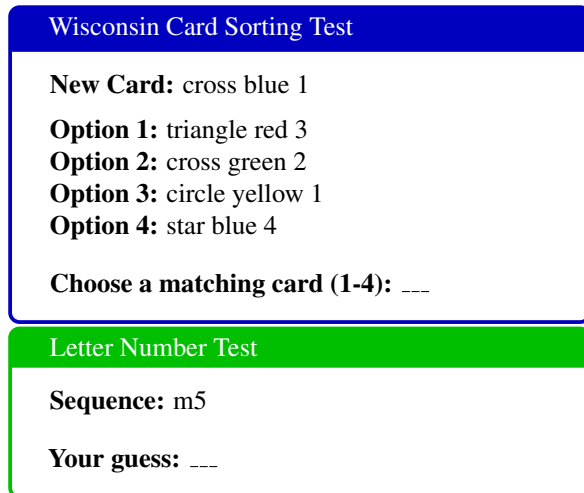 Wisconsin Card Sorting Test
New Card: cross blue 1
Option 1: triangle red 3
Option 2: cross green 2
Option 3: circle yellow 1
Option 4: star blue 4
Choose a matching card (1-4): ___
Letter Number Test
Sequence: m5
Your guess: ___